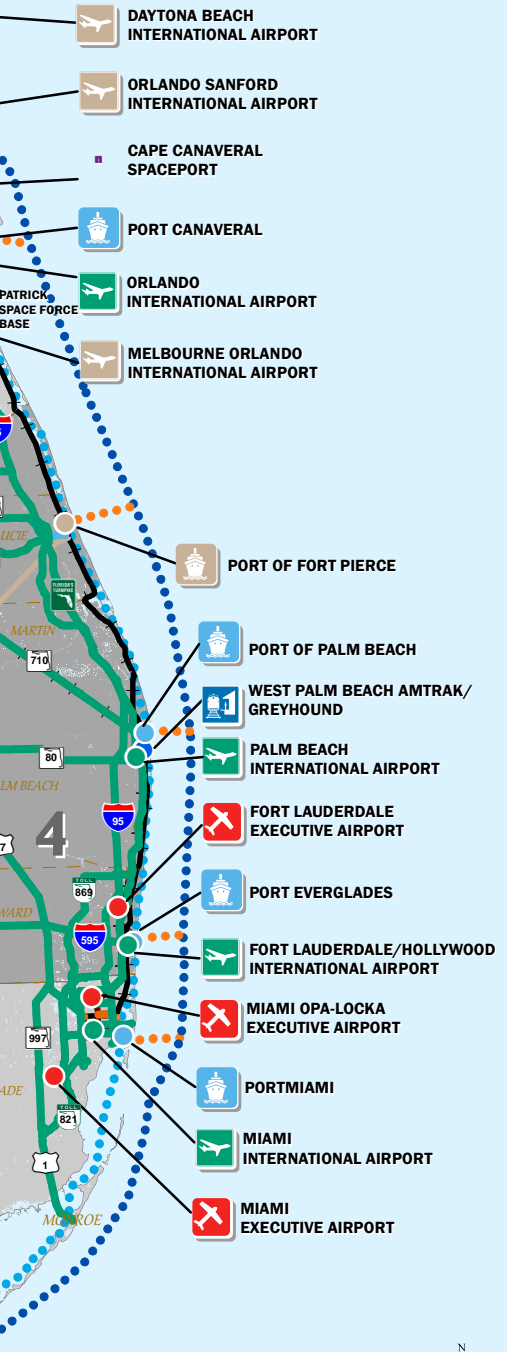 DAYTONA BEACH
INTERNATIONAL AIRPORT
ORLANDO SANFORD
INTERNATIONAL AIRPORT
CAPE CANAVERAL
SPACEPORT
PORT CANAVERAL
ORLANDO
INTERNATIONAL AIRPORT
PATRICK
SPACE FORCE
BASE
MELBOURNE ORLANDO
INTERNATIONAL AIRPORT
UCIE
PORT OF FORT PIERCE
FLORIDA'S
TURNPIKE
MARTIN
710
PORT OF PALM BEACH
WEST PALM BEACH AMTRAK/
GREYHOUND
80
PALM BEACH
INTERNATIONAL AIRPORT
LM BEACH
95
4
7
FORT LAUDERDALE
EXECUTIVE AIRPORT
TOLL
869
PORT EVERGLADES
WARD
595
FORT LAUDERDALE/HOLLYWOOD
INTERNATIONAL AIRPORT
MIAMI OPA-LOCKA
EXECUTIVE AIRPORT
997
ADE
PORTMIAMI
TOLL
821
MIAMI
INTERNATIONAL AIRPORT
1
MONROE
MIAMI
EXECUTIVE AIRPORT
N